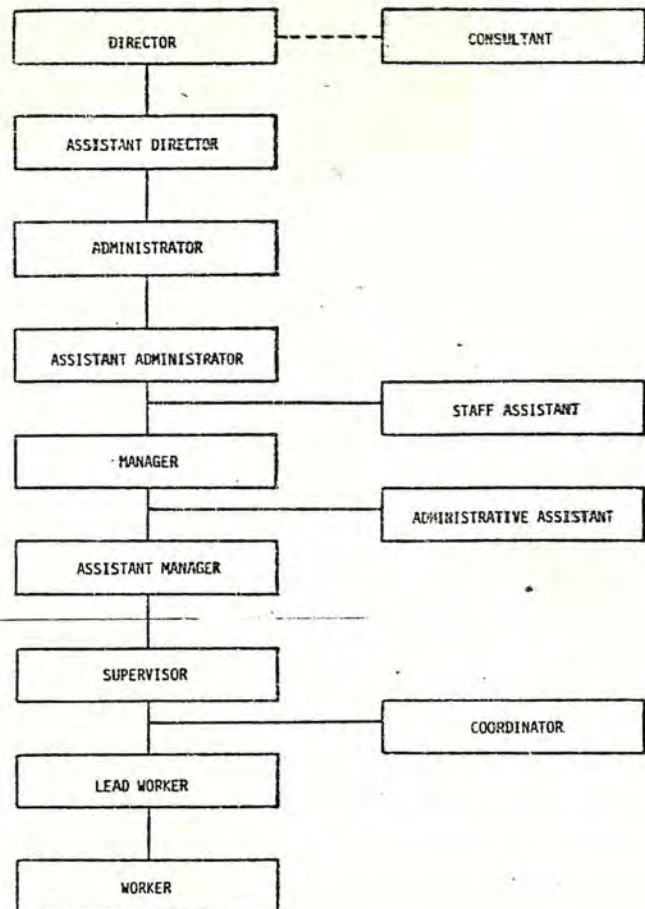 DIRECTOR
CONSULTANT
ASSISTANT DIRECTOR
ADMINISTRATOR
ASSISTANT ADMINISTRATOR
STAFF ASSISTANT
MANAGER
ADMINISTRATIVE ASSISTANT
ASSISTANT MANAGER
SUPERVISOR
COORDINATOR
LEAD WORKER
WORKER